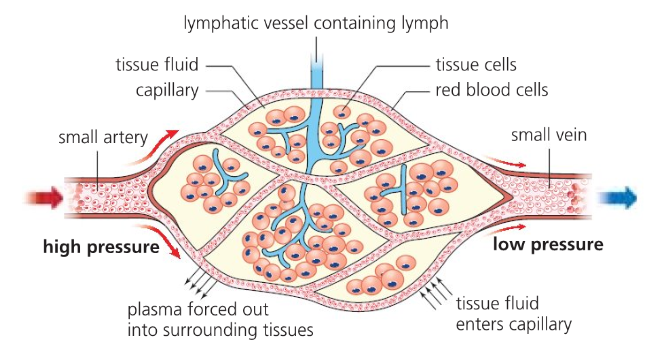 lymphatic vessel containing lymph
tissue fluid
tissue cells
capillary
red blood cells
small artery
small vein
high pressure
low pressure
plasma forced out
into surrounding tissues
tissue fluid
enters capillary